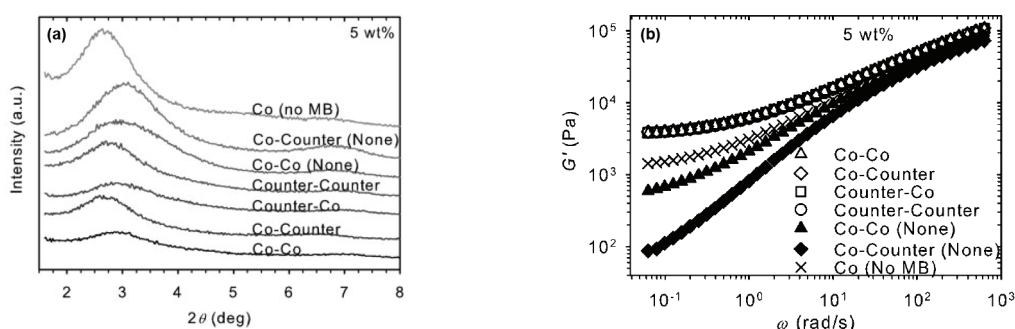 (a)
5 wt%
Intensity (a.u.)
Co (no MB)
Co-Counter (None)
Co-Co (None)
Counter-Counter
Counter-Co
Co-Counter
Co-Co
2 3 4 5 6 7 8
2θ (deg)
(b)
5 wt%
G' (Pa)
10^5
10^4
10^3
10^2
Co-Co
Co-Counter
Counter-Co
Counter-Counter
Co-Co (None)
Co-Counter (None)
Co (No MB)
10^-1 10^0 10^1 10^2 10^3
ω (rad/s)